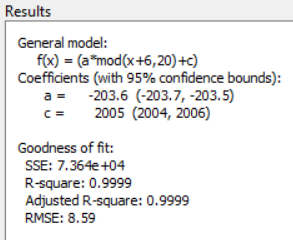 Results
General model:
f(x) = (a*mod(x+6,20)+c)
Coefficients (with 95% confidence bounds):
a = -203.6 (-203.7, -203.5)
c = 2005 (2004, 2006)
Goodness of fit:
SSE: 7.364e+04
R-square: 0.9999
Adjusted R-square: 0.9999
RMSE: 8.59